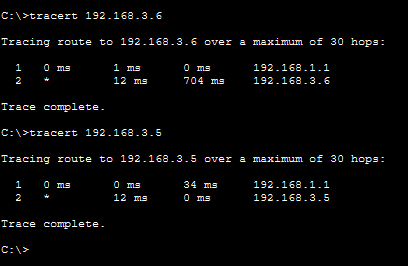 C:\>tracert 192.168.3.6
Tracing route to 192.168.3.6 over a maximum of 30 hops:
1 0 ms 1 ms 0 ms 192.168.1.1
2 * 12 ms 704 ms 192.168.3.6
Trace complete.
C:\>tracert 192.168.3.5
Tracing route to 192.168.3.5 over a maximum of 30 hops:
1 0 ms 0 ms 34 ms 192.168.1.1
2 * 12 ms 0 ms 192.168.3.5
Trace complete.
C:\>